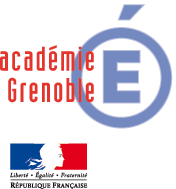 académie
Grenoble
É
Liberté • Égalité • Fraternité
RÉPUBLIQUE FRANÇAISE